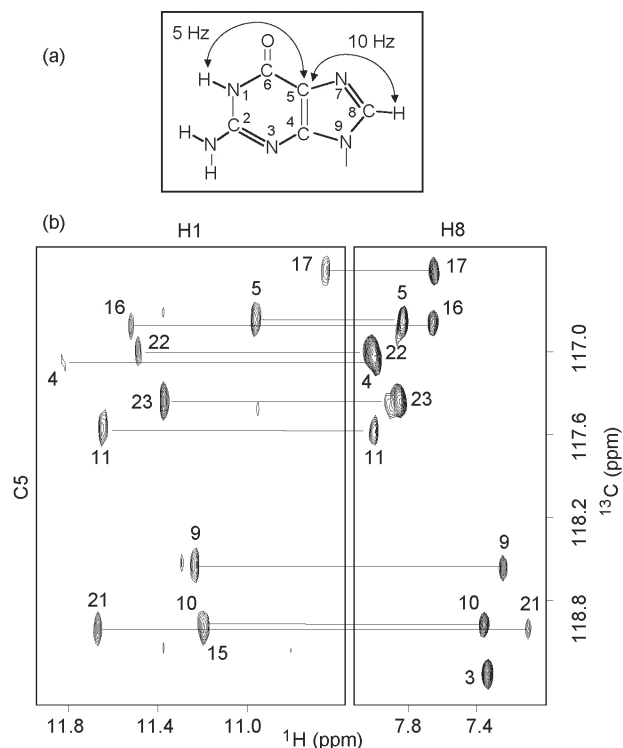 (a)
5 Hz
10 Hz
O
H
N
1
C
6
C
5
N
7
C
8
H
C
2
N
3
C
4
N
9
H
N
H
(b)
H1
H8
17
17
16
5
5
16
22
22
4
4
23
23
11
11
9
9
21
10
10
21
15
3
C5
117.0
117.6
118.2
118.8
13C (ppm)
11.8
11.4
11.0
7.8
7.4
1H (ppm)